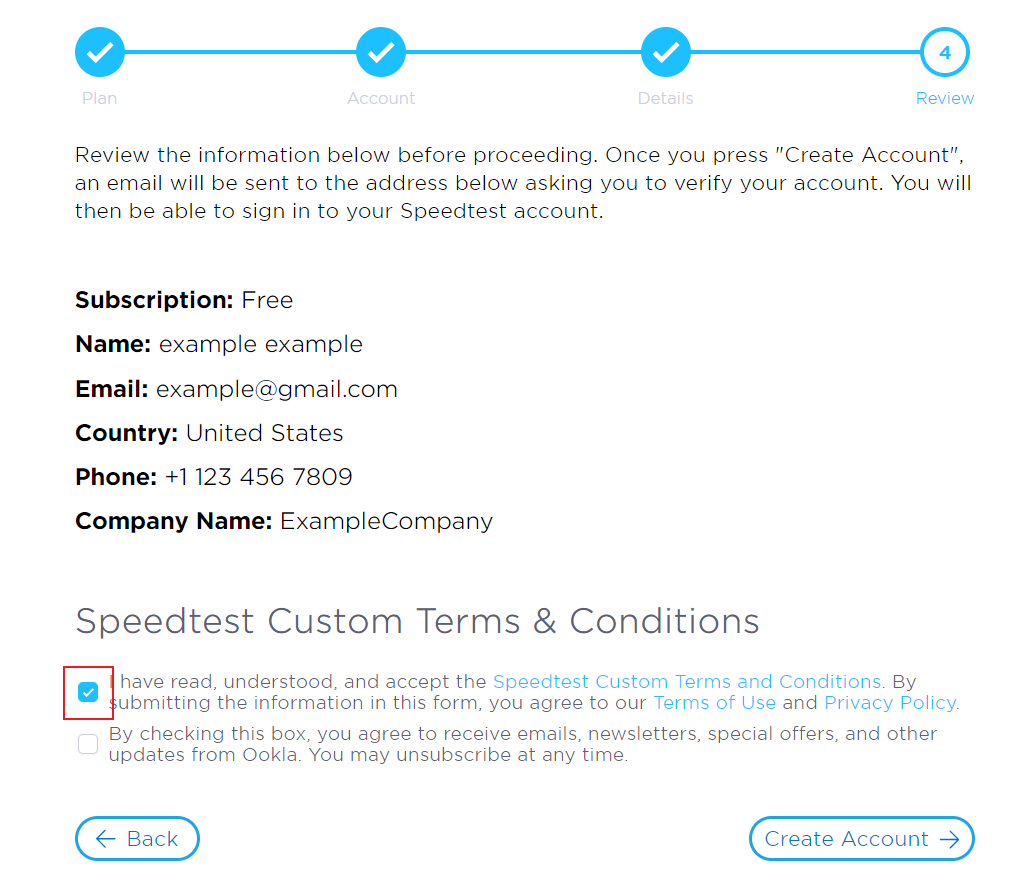 4
Plan Account Details Review
Review the information below before proceeding. Once you press "Create Account",
an email will be sent to the address below asking you to verify your account. You will
then be able to sign in to your Speedtest account.
Subscription: Free
Name: example example
Email: example@gmail.com
Country: United States
Phone: +1 123 456 7809
Company Name: ExampleCompany
Speedtest Custom Terms & Conditions
I have read, understood, and accept the Speedtest Custom Terms and Conditions. By
submitting the information in this form, you agree to our Terms of Use and Privacy Policy.
By checking this box, you agree to receive emails, newsletters, special offers, and other
updates from Ookla. You may unsubscribe at any time.
← Back
Create Account →